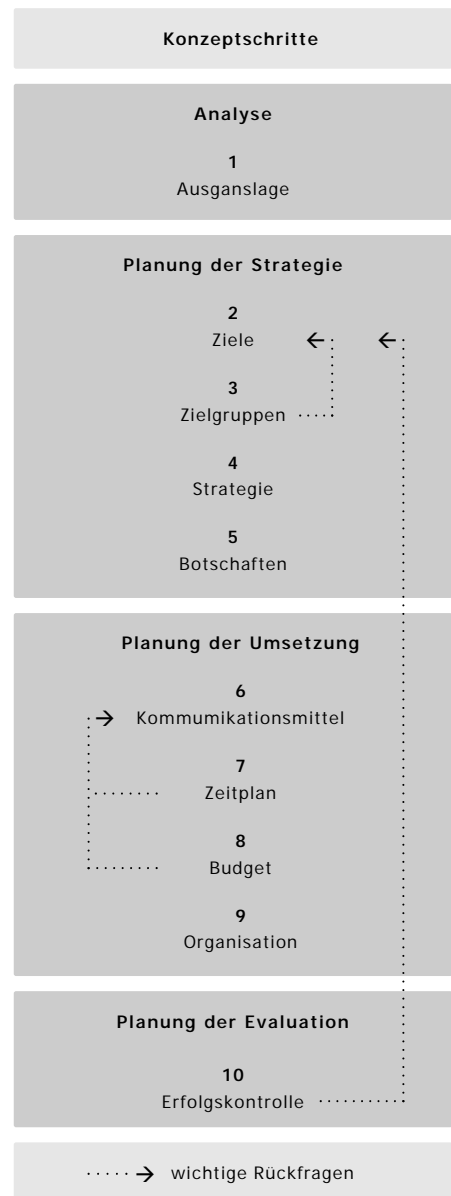 Konzeptschritte
Analyse
1
Ausganslage
Planung der Strategie
2
Ziele
3
Zielgruppen
4
Strategie
5
Botschaften
Planung der Umsetzung
6
Kommumikationsmittel
7
Zeitplan
8
Budget
9
Organisation
Planung der Evaluation
10
Erfolgskontrolle
wichtige Rückfragen